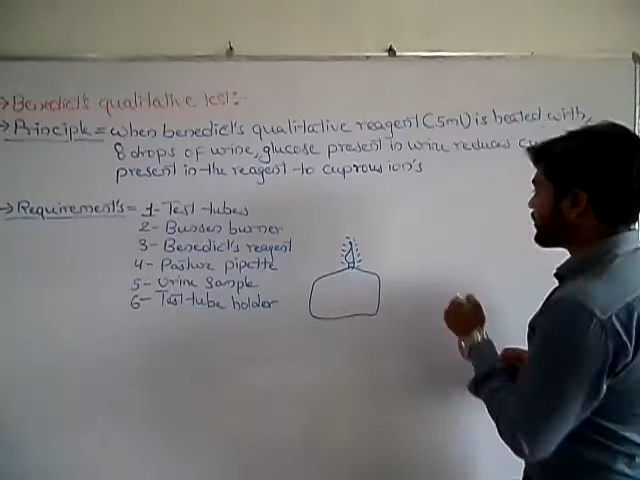 →Benedict's qualitative test:-
→Principle = when benedict's qualitative reagent (5ml) is heated with
8 drops of urine, glucose present in urine reduces
present in the reagent to cuprous ion's
→Requirement's = 1- Test tubes
2- Bunsen burner
3- Benedict's reagent
4- Pasture pipette
5- Urine sample
6- Test tube holder